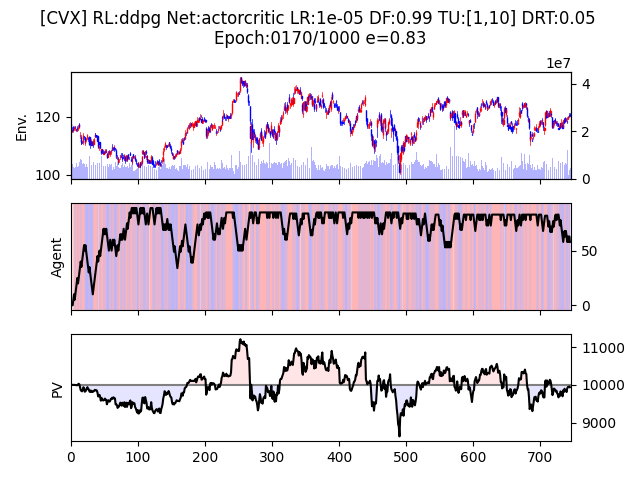 [CVX] RL:ddpg Net:actorcritic LR:1e-05 DF:0.99 TU:[1,10] DRT:0.05
Epoch:0170/1000 e=0.83
1e7
Env.
120
100
4
2
0
Agent
50
0
PV
11000
10000
9000
0 100 200 300 400 500 600 700